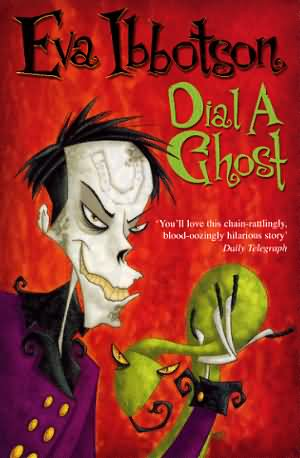 Eva Ibbotson
Dial A
Ghost
'You'll love this chain-rattlingly,
blood-oozingly hilarious story'
Daily Telegraph